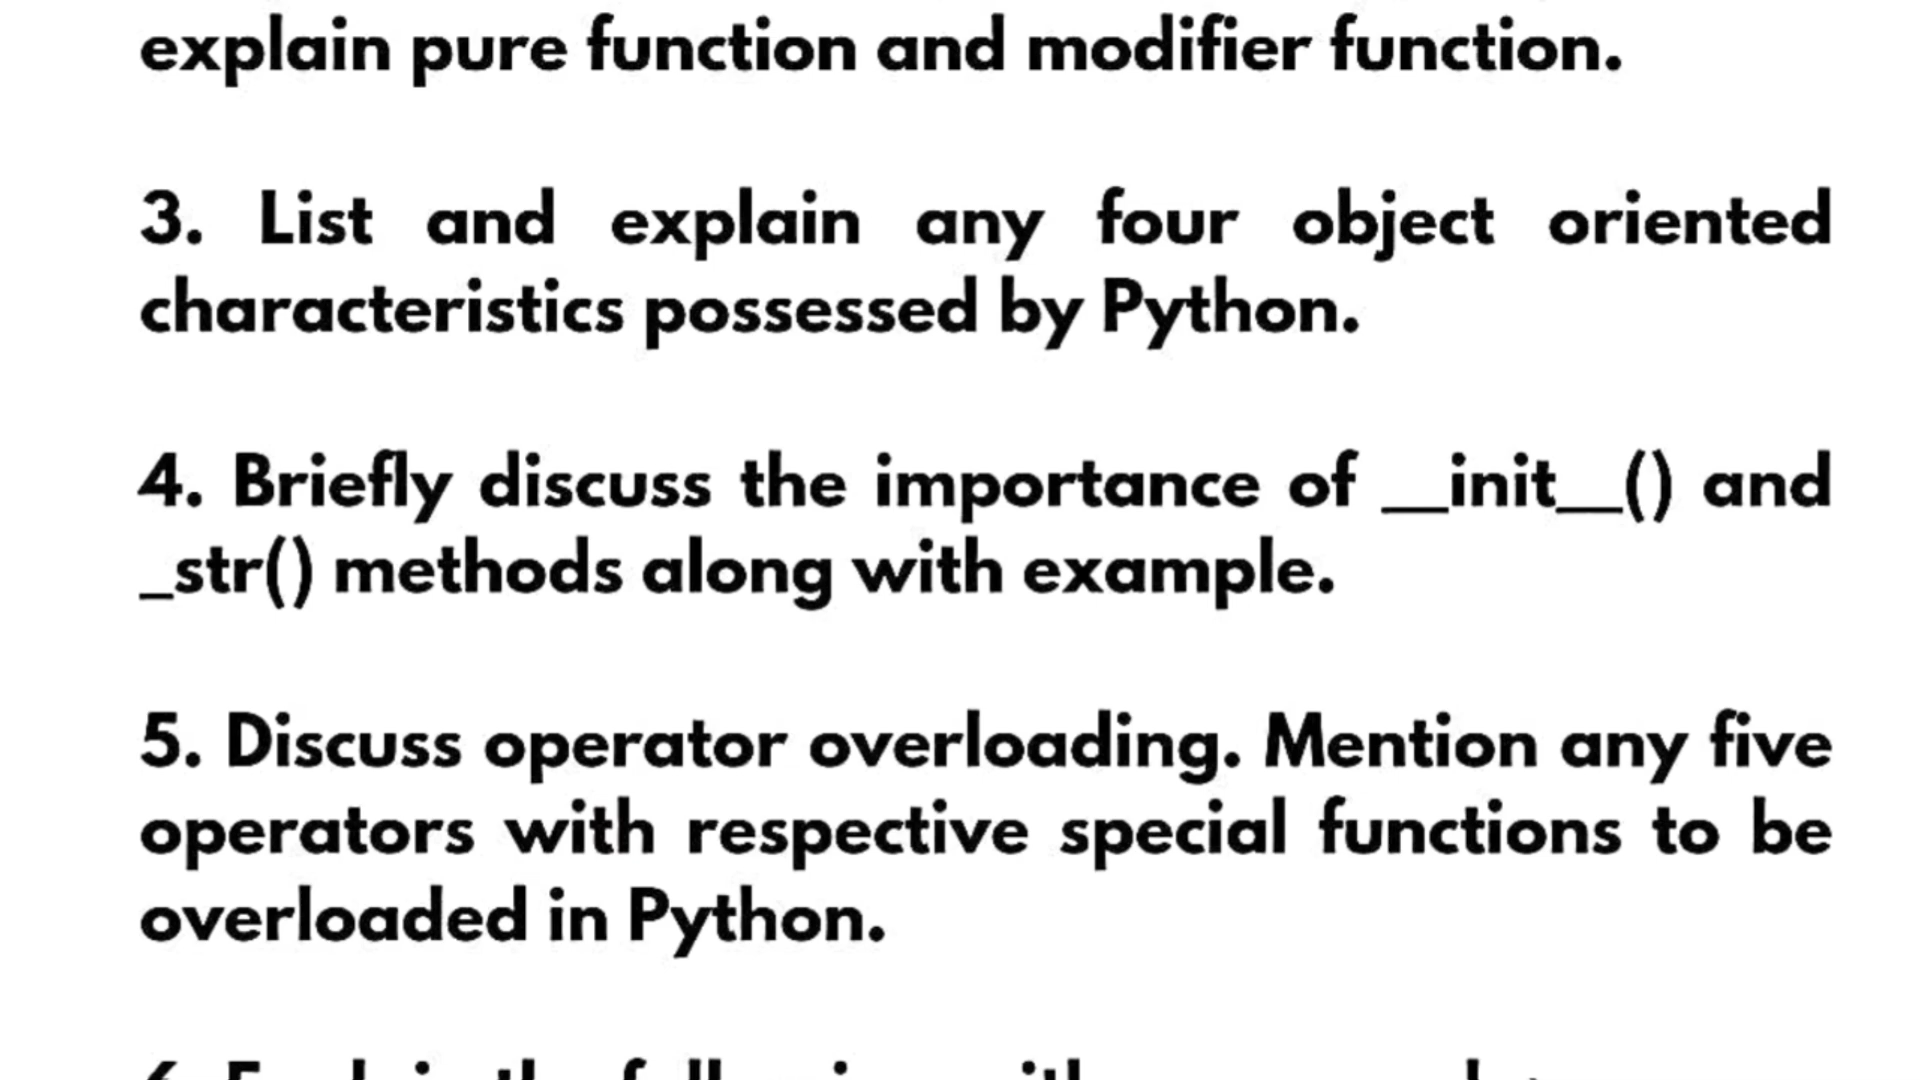 explain pure function and modifier function.
3. List and explain any four object oriented
characteristics possessed by Python.
4. Briefly discuss the importance of __init__() and
_str() methods along with example.
5. Discuss operator overloading. Mention any five
operators with respective special functions to be
overloaded in Python.